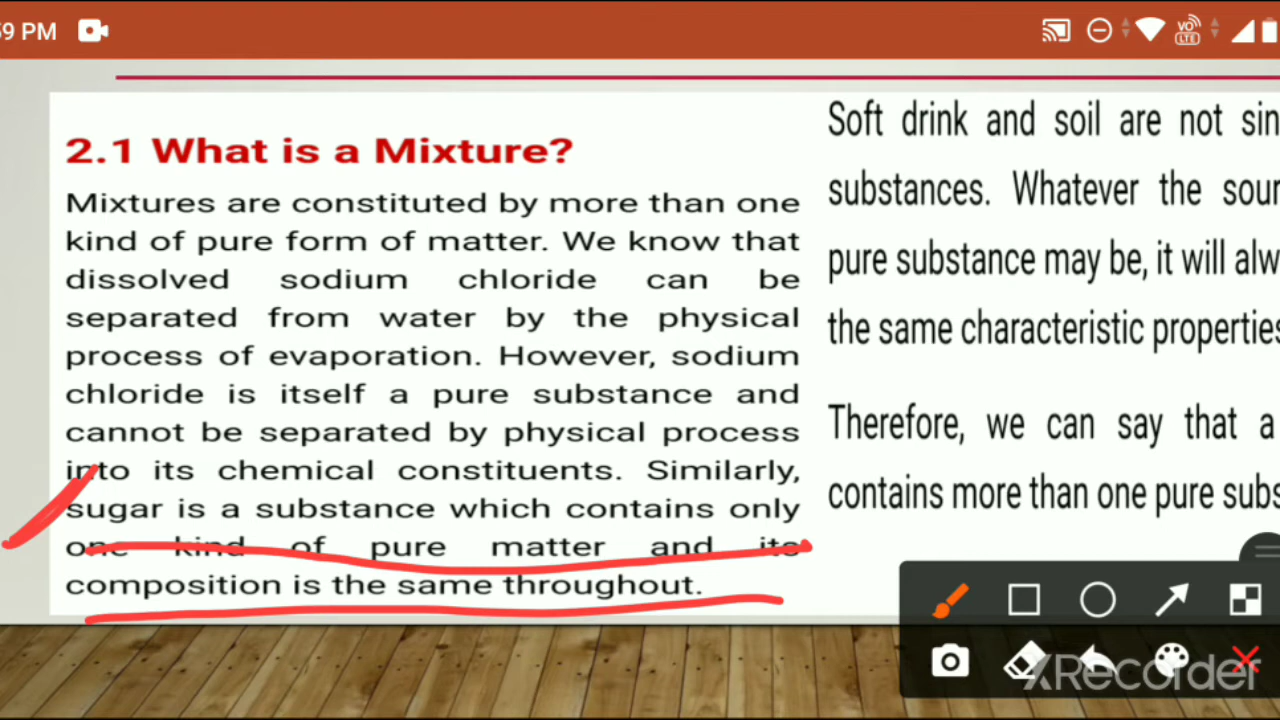 59 PM
VO LTE
2.1 What is a Mixture?
Mixtures are constituted by more than one
kind of pure form of matter. We know that
dissolved sodium chloride can be
separated from water by the physical
process of evaporation. However, sodium
chloride is itself a pure substance and
cannot be separated by physical process
into its chemical constituents. Similarly,
sugar is a substance which contains only
one kind of pure matter and its
composition is the same throughout.
Soft drink and soil are not
substances. Whatever the
pure substance may be, it will
the same characteristic
Therefore, we can say that a
contains more than one pure
XRecorder